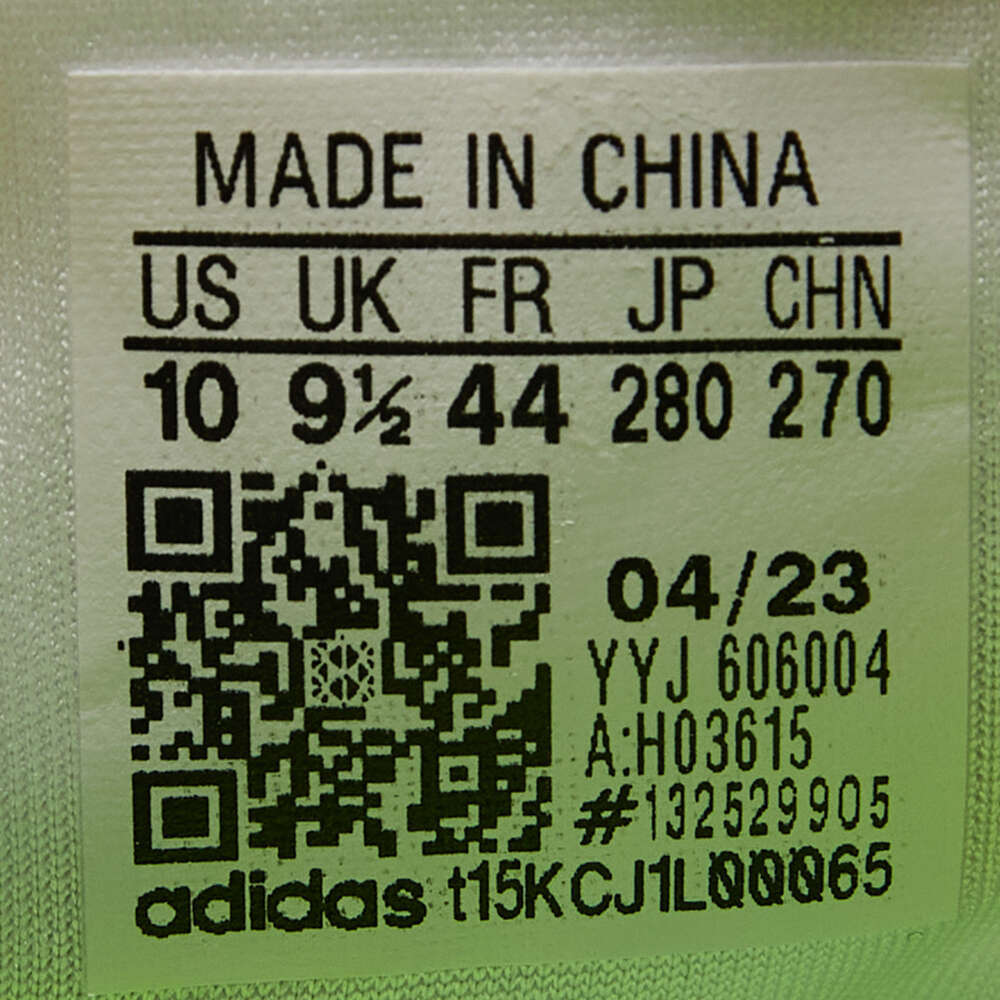 MADE IN CHINA
US UK FR JP CHN
10 9½ 44 280 270
04/23
YYJ 606004
A:H03615
#132529905
adidas t15KCJ1L00065